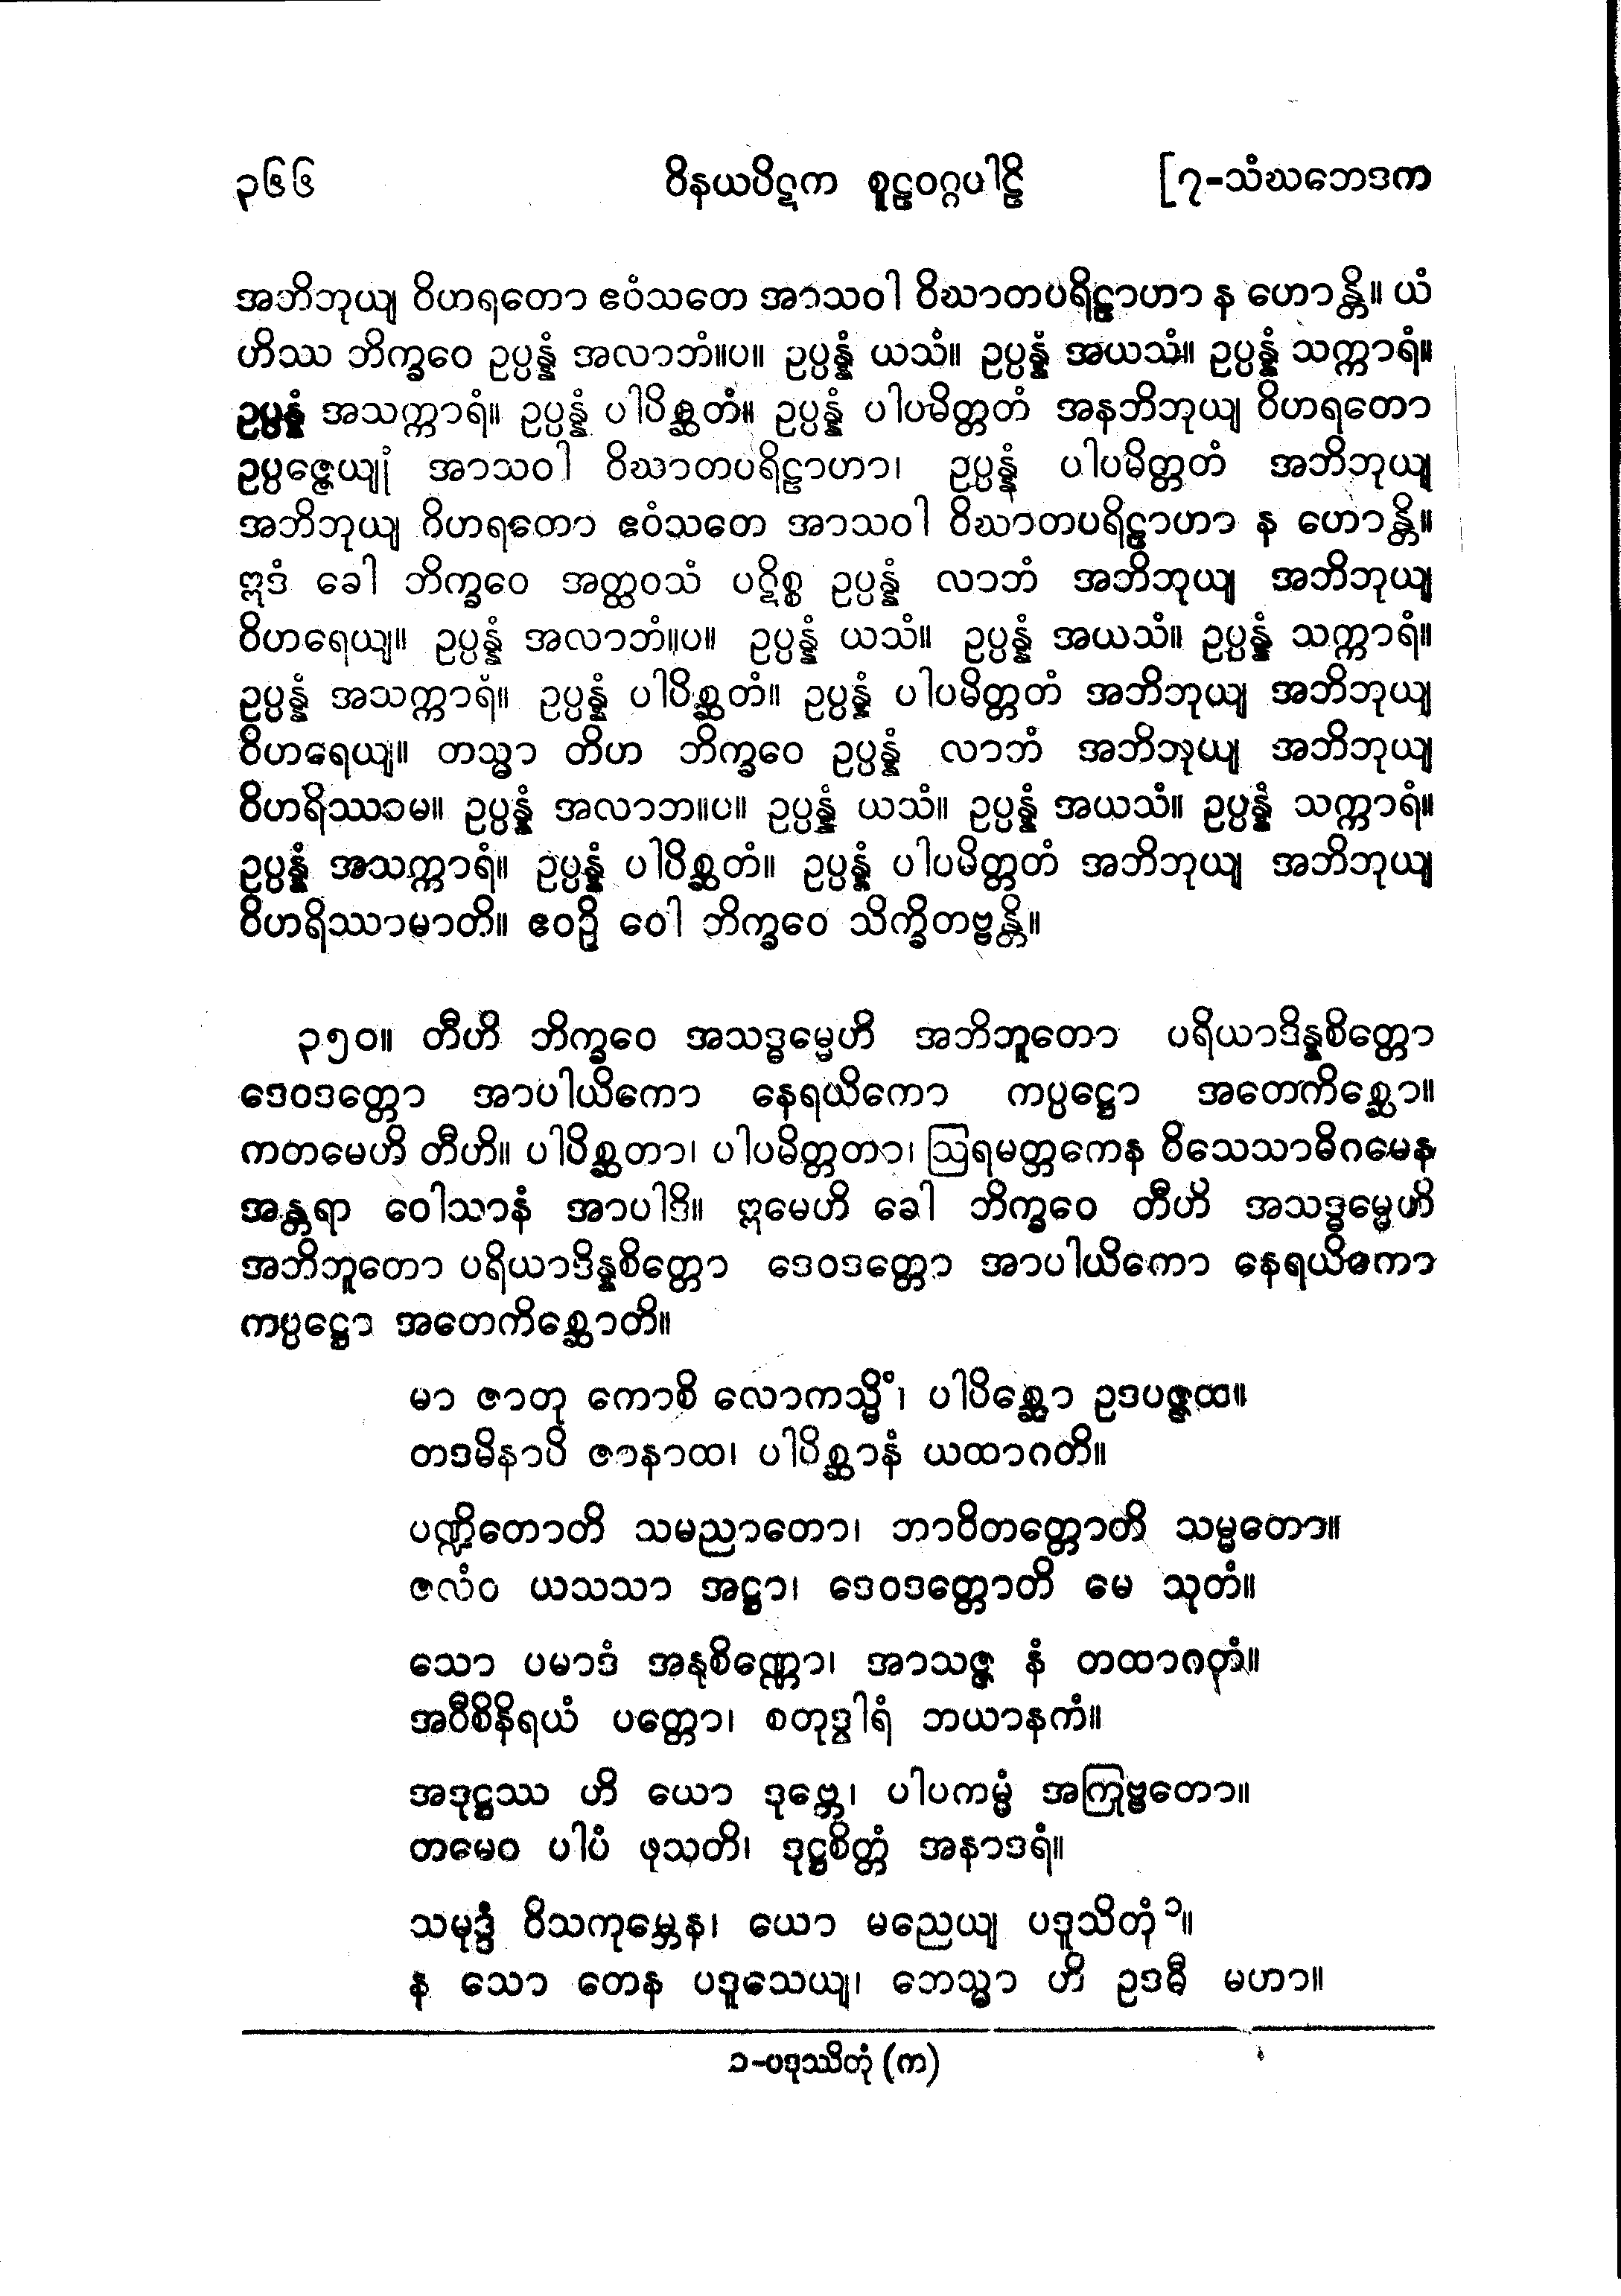 ၃၆၆ ဝိနယပိဋက စူဠဝဂ္ဂပါဠိ [၇-သံဃဘေဒက
အဘိဘုယျ ဝိဟရတော ဧဝံသတေ အာသဝါ ဝိဃာတပရိဠာဟာ န ဟောန္တိ။ ယံ
ဟိဿ ဘိက္ခဝေ ဥပ္ပန္နံ အလာဘံ။ပ။ ဥပ္ပန္နံ ယသံ။ ဥပ္ပန္နံ အယသံ။ ဥပ္ပန္နံ သက္ကာရံ။
ဥပ္ပန္နံ အသက္ကာရံ။ ဥပ္ပန္နံ ပါပိစ္ဆတံ။ ဥပ္ပန္နံ ပါပမိတ္တတံ အနဘိဘုယျ ဝိဟရတော
ဥပ္ပဇ္ဇေယျုံ အာသဝါ ဝိဃာတပရိဠာဟာ၊ ဥပ္ပန္နံ ပါပမိတ္တတံ အဘိဘုယျ
အဘိဘုယျ ဝိဟရတော ဧဝံသတေ အာသဝါ ဝိဃာတပရိဠာဟာ န ဟောန္တိ။
ဣဒံ ခေါ ဘိက္ခဝေ အတ္ထဝသံ ပဋိစ္စ ဥပ္ပန္နံ လာဘံ အဘိဘုယျ အဘိဘုယျ
ဝိဟရေယျ။ ဥပ္ပန္နံ အလာဘံ။ပ။ ဥပ္ပန္နံ ယသံ။ ဥပ္ပန္နံ အယသံ။ ဥပ္ပန္နံ သက္ကာရံ။
ဥပ္ပန္နံ အသက္ကာရံ။ ဥပ္ပန္နံ ပါပိစ္ဆတံ။ ဥပ္ပန္နံ ပါပမိတ္တတံ အဘိဘုယျ အဘိဘုယျ
ဝိဟရေယျ။ တသ္မာ တိဟ ဘိက္ခဝေ ဥပ္ပန္နံ လာဘံ အဘိဘုယျ အဘိဘုယျ
ဝိဟရိဿာမ။ ဥပ္ပန္နံ အလာဘ။ပ။ ဥပ္ပန္နံ ယသံ။ ဥပ္ပန္နံ အယသံ။ ဥပ္ပန္နံ သက္ကာရံ။
ဥပ္ပန္နံ အသက္ကာရံ။ ဥပ္ပန္နံ ပါပိစ္ဆတံ။ ဥပ္ပန္နံ ပါပမိတ္တတံ အဘိဘုယျ အဘိဘုယျ
ဝိဟရိဿာမာတိ။ ဧဝဉှိ ဝေါ ဘိက္ခဝေ သိက္ခိတဗ္ဗန္တိ။
၃၅၀။ တီဟိ ဘိက္ခဝေ အသဒ္ဓမ္မေဟိ အဘိဘူတော ပရိယာဒိန္နစိတ္တော
ဒေဝဒတ္တော အာပါယိကော နေရယိကော ကပ္ပဋ္ဌော အတေကိစ္ဆော။
ကတမေဟိ တီဟိ။ ပါပိစ္ဆတာ၊ ပါပမိတ္တတာ၊ ဩရမတ္တကေန ဝိသေသာဓိဂမေန
အန္တရာ ဝေါသာနံ အာပါဒိ။ ဣမေဟိ ခေါ ဘိက္ခဝေ တီဟိ အသဒ္ဓမ္မေဟိ
အဘိဘူတော ပရိယာဒိန္နစိတ္တော ဒေဝဒတ္တော အာပါယိကော နေရယိကော
ကပ္ပဋ္ဌော အတေကိစ္ဆောတိ။
မာ ဇာတု ကောစိ လောကသ္မိံ၊ ပါပိစ္ဆော ဥဒပဇ္ဇထ။
တဒမိနာပိ ဇာနာထ၊ ပါပိစ္ဆာနံ ယထာဂတိ။
ပဏ္ဍိတောတိ သမညာတော၊ ဘာဝိတတ္တောတိ သမ္မတော။
ဇလံဝ ယသသာ အဋ္ဌာ၊ ဒေဝဒတ္တောတိ မေ သုတံ။
သော ပမာဒံ အနုစိဏ္ဏော၊ အာသဇ္ဇ နံ တထာဂတံ။
အဝီစိနိရယံ ပတ္တော၊ စတုဒွါရံ ဘယာနကံ။
အဒုဋ္ဌဿ ဟိ ယော ဒုဗ္ဘေ၊ ပါပကမ္မံ အကြုဗ္ဗတော။
တမေဝ ပါပံ ဖုသတိ၊ ဒုဋ္ဌစိတ္တံ အနာဒရံ။
သမုဒ္ဒံ ဝိသကုမ္ဘေန၊ ယော မညေယျ ပဒူသိတုံ၁။
န သော တေန ပဒူသေယျ၊ ဘေသ္မာ ဟိ ဥဒဓီ မဟာ။
၁-ပဒုဿိတုံ (က)